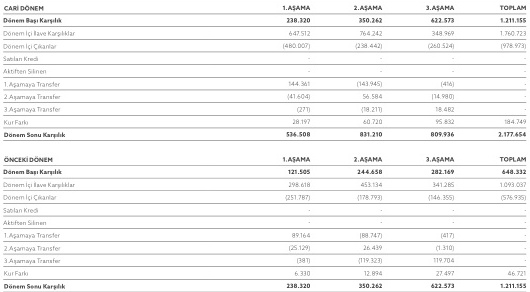 CARİ DÖNEM 1.AŞAMA 2.AŞAMA 3.AŞAMA TOPLAM
Dönem Başı Karşılık 238.320 350.262 622.573 1.211.155
Dönem İçi İlave Karşılıklar 647.512 764.242 348.969 1.760.723
Dönem İçi Çıkanlar (480.007) (238.442) (260.524) (978.973)
Satılan Kredi - - - -
Aktiften Silinen - - - -
1.Aşamaya Transfer 144.361 (143.945) (416) -
2.Aşamaya Transfer (41.604) 56.584 (14.980) -
3.Aşamaya Transfer (271) (18.211) 18.482 -
Kur Farkı 28.197 60.720 95.832 184.749
Dönem Sonu Karşılık 536.508 831.210 809.936 2.177.654
ÖNCEKİ DÖNEM 1.AŞAMA 2.AŞAMA 3.AŞAMA TOPLAM
Dönem Başı Karşılık 121.505 244.658 282.169 648.332
Dönem İçi İlave Karşılıklar 298.618 453.134 341.285 1.093.037
Dönem İçi Çıkanlar (251.787) (178.793) (146.355) (576.935)
Satılan Kredi - - - -
Aktiften Silinen - - - -
1.Aşamaya Transfer 89.164 (88.747) (417) -
2.Aşamaya Transfer (25.129) 26.439 (1.310) -
3.Aşamaya Transfer (381) (119.323) 119.704 -
Kur Farkı 6.330 12.894 27.497 46.721
Dönem Sonu Karşılık 238.320 350.262 622.573 1.211.155